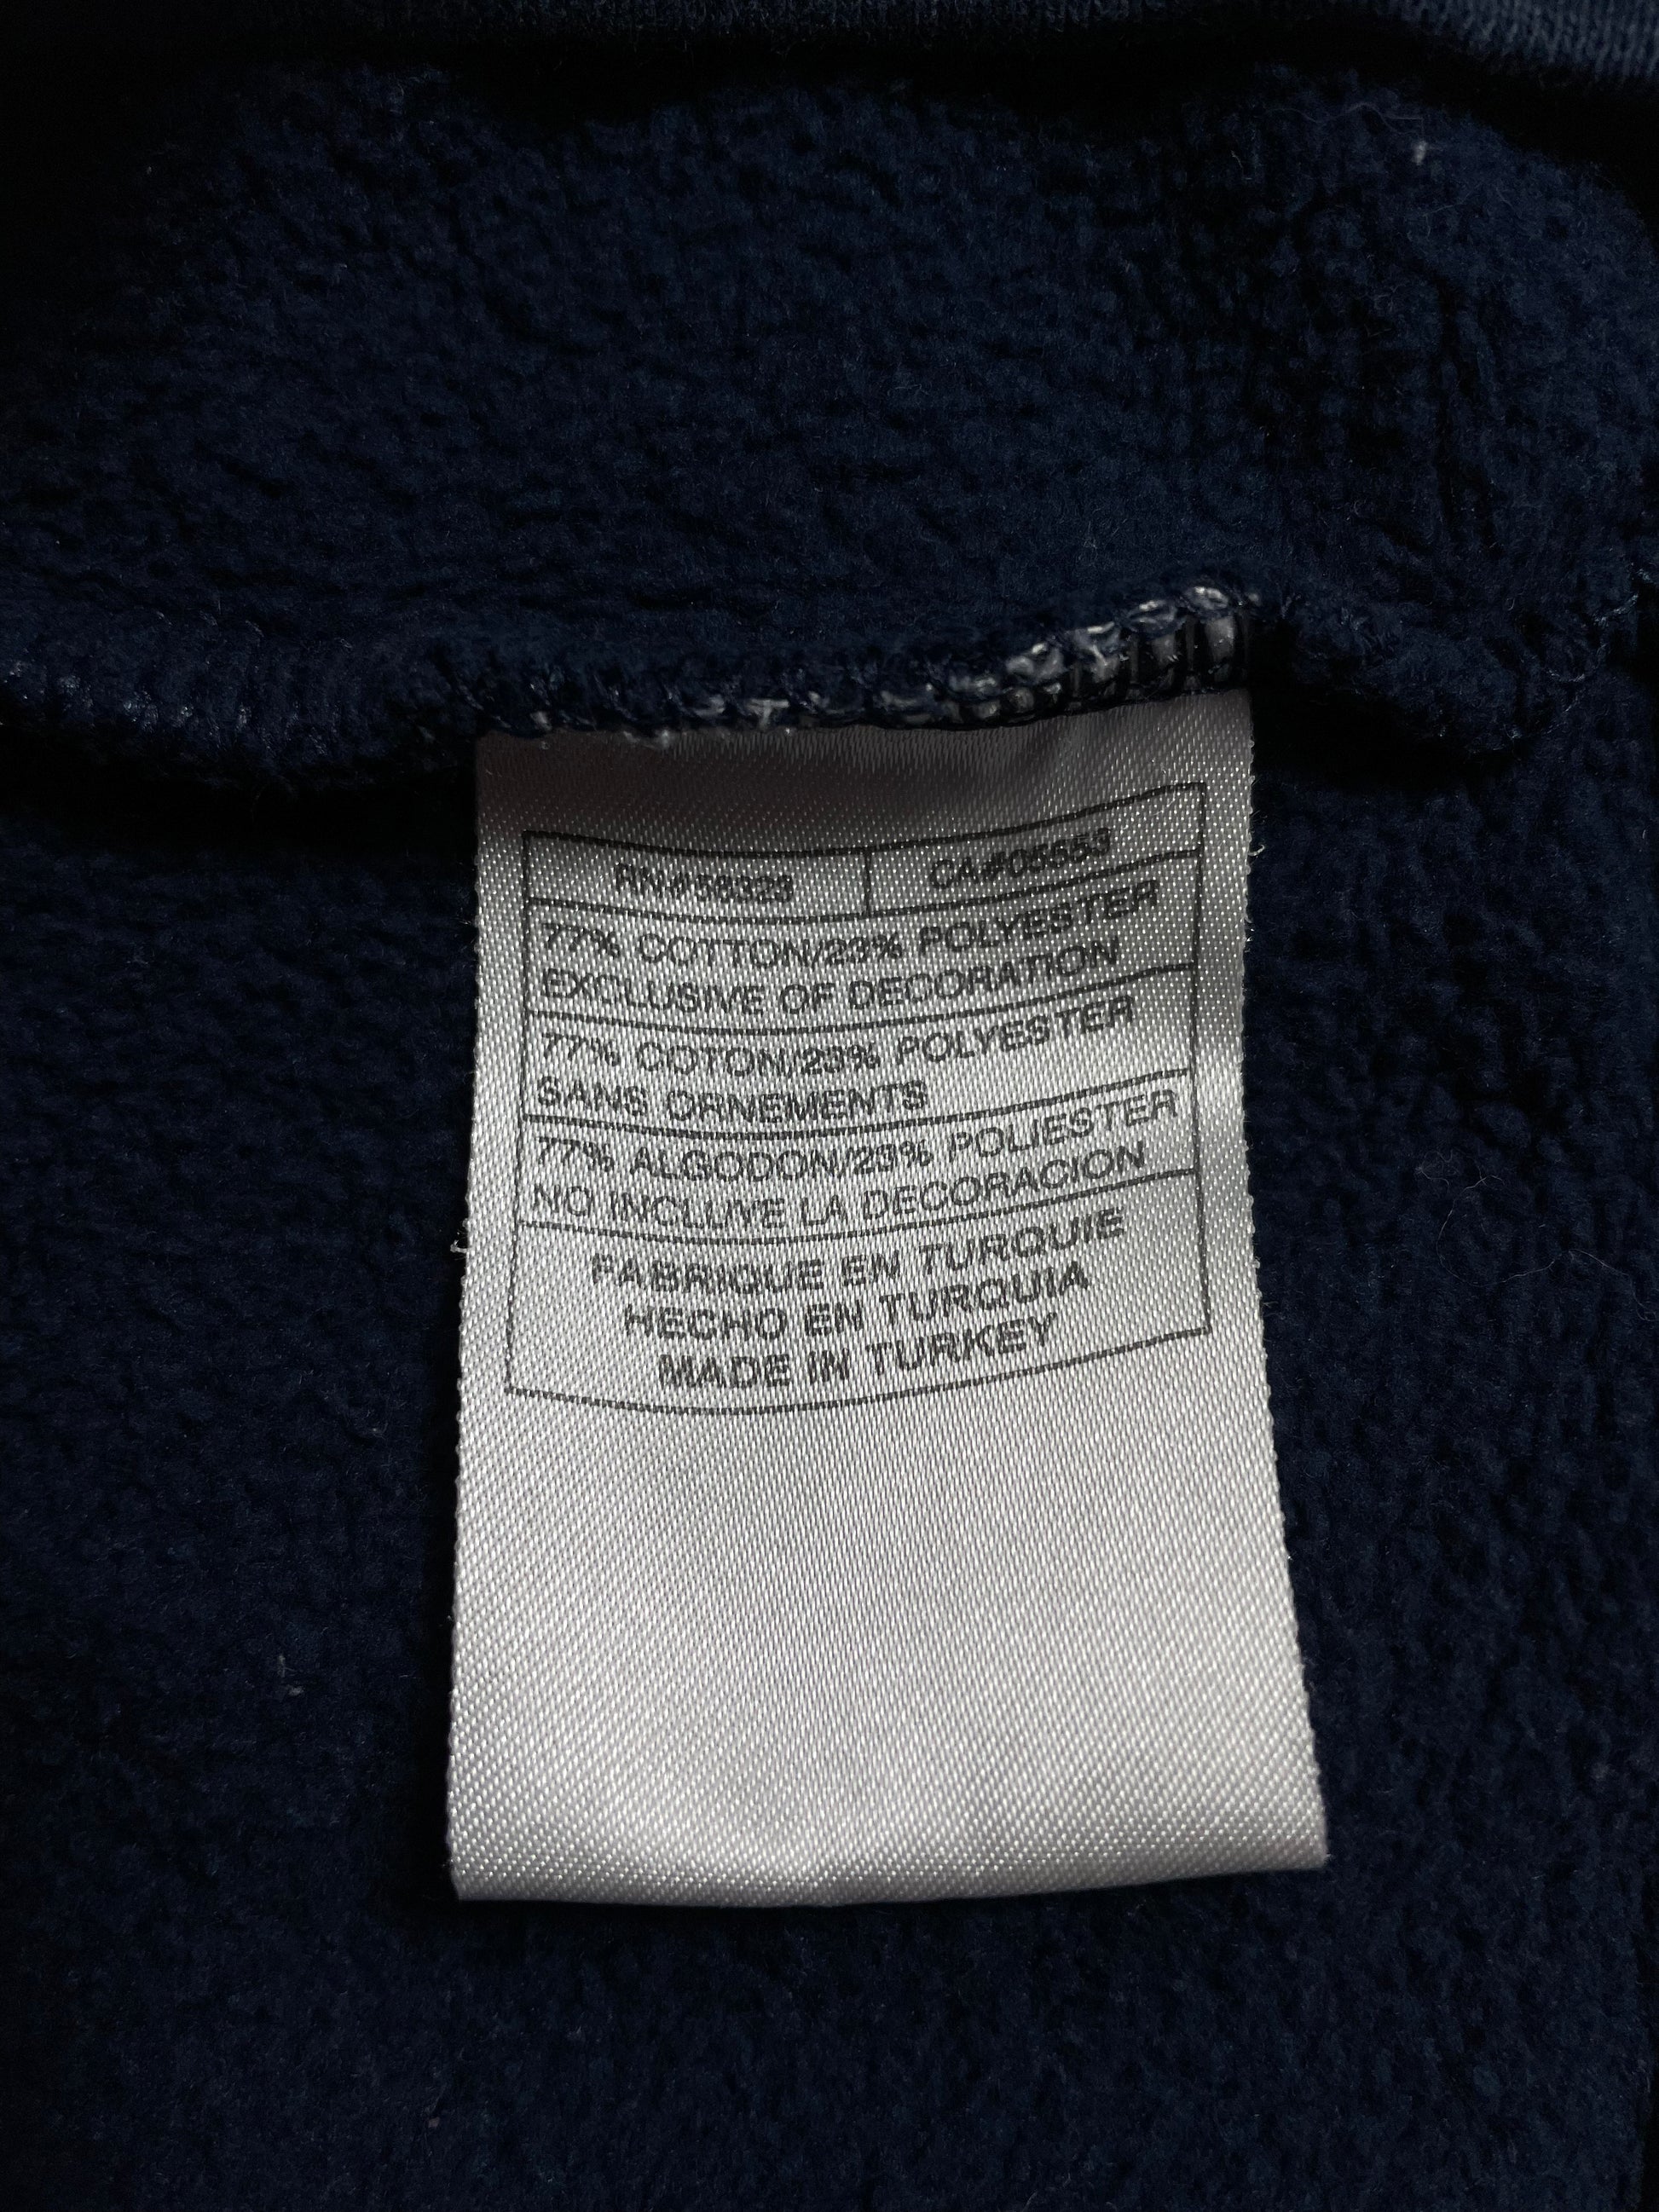 RN#56323 CA#05553
77% COTTON/23% POLYESTER
EXCLUSIVE OF DECORATION
77% COTON/23% POLYESTER
SANS ORNEMENTS
77% ALGODON/23% POLIESTER
NO INCLUYE LA DECORACION
FABRIQUE EN TURQUIE
HECHO EN TURQUIA
MADE IN TURKEY